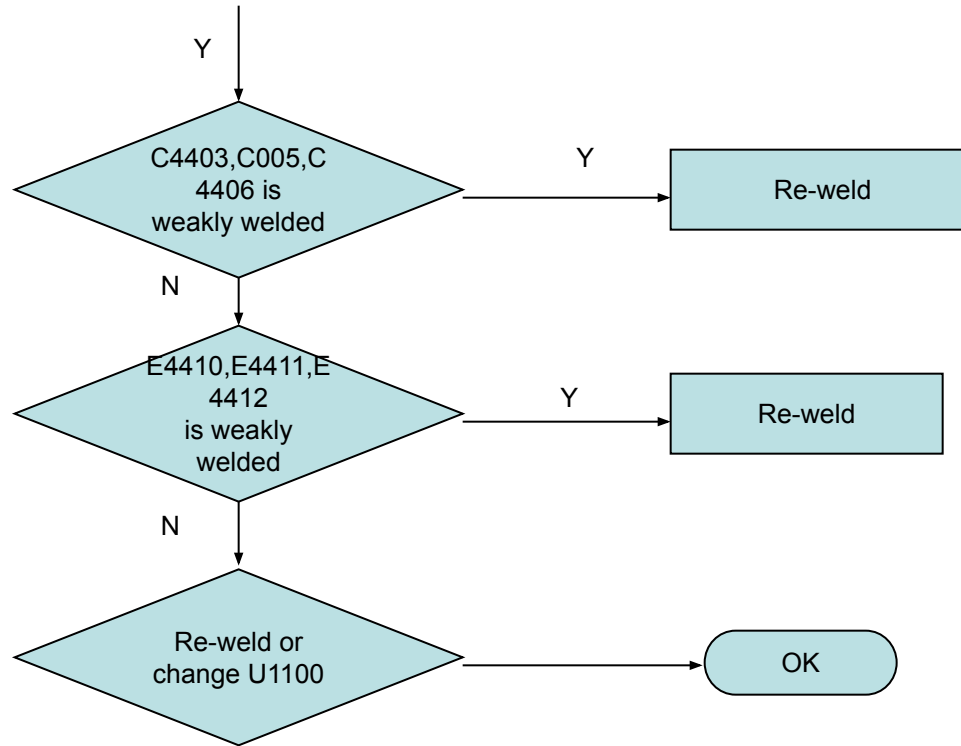 Y
C4403,C005,C
4406 is
weakly welded
Y
Re-weld
N
E4410,E4411,E
4412
is weakly
welded
Y
Re-weld
N
Re-weld or
change U1100
OK